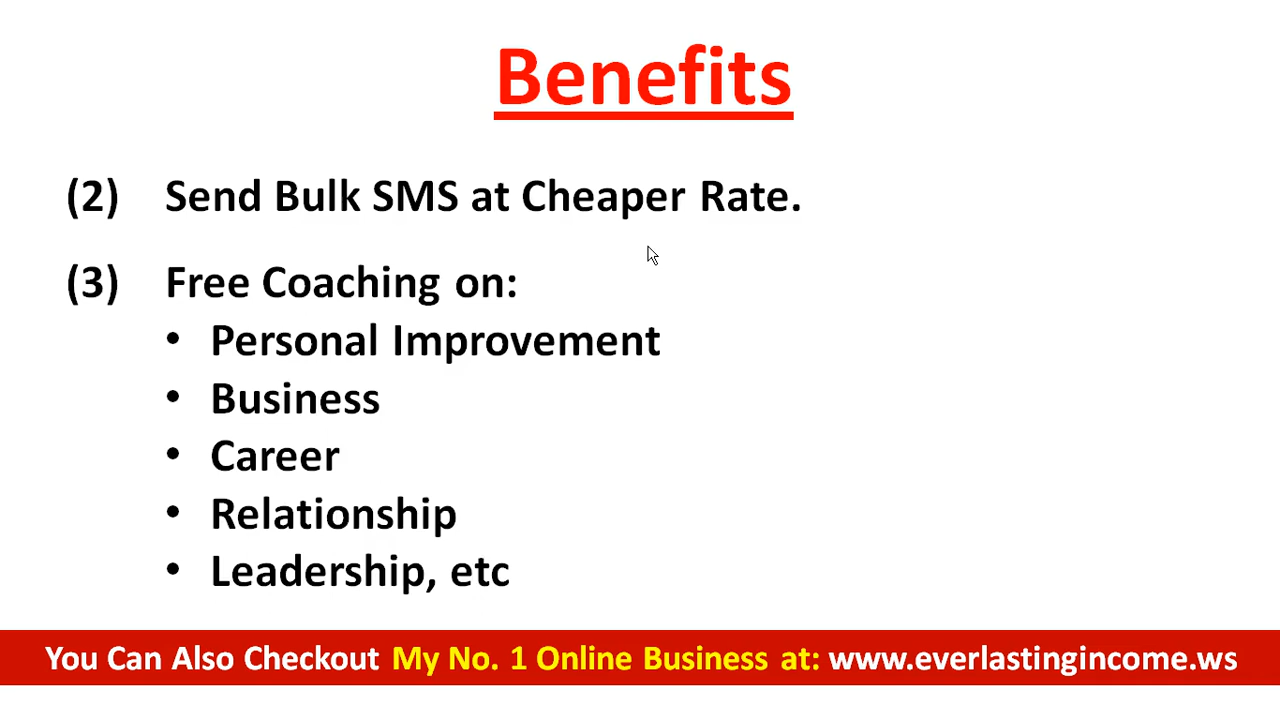 Benefits
(2) Send Bulk SMS at Cheaper Rate.
(3) Free Coaching on:
• Personal Improvement
• Business
• Career
• Relationship
• Leadership, etc
You Can Also Checkout My No. 1 Online Business at: www.everlastingincome.ws